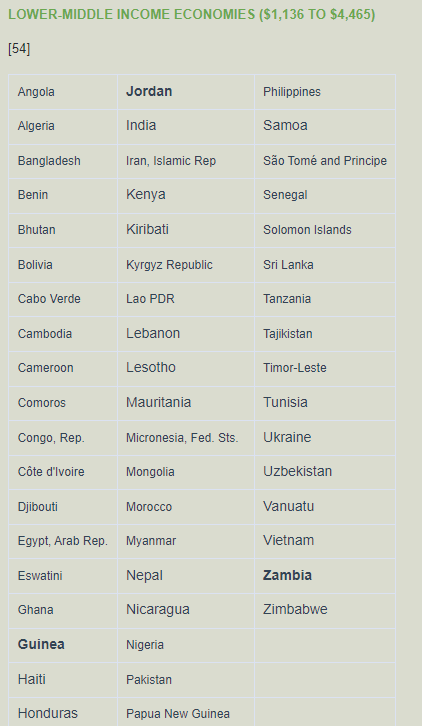 LOWER-MIDDLE INCOME ECONOMIES ($1,136 TO $4,465)
[54]
Angola Jordan Philippines
Algeria India Samoa
Bangladesh Iran, Islamic Rep São Tomé and Principe
Benin Kenya Senegal
Bhutan Kiribati Solomon Islands
Bolivia Kyrgyz Republic Sri Lanka
Cabo Verde Lao PDR Tanzania
Cambodia Lebanon Tajikistan
Cameroon Lesotho Timor-Leste
Comoros Mauritania Tunisia
Congo, Rep. Micronesia, Fed. Sts. Ukraine
Côte d'Ivoire Mongolia Uzbekistan
Djibouti Morocco Vanuatu
Egypt, Arab Rep. Myanmar Vietnam
Eswatini Nepal Zambia
Ghana Nicaragua Zimbabwe
Guinea Nigeria
Haiti Pakistan
Honduras Papua New Guinea